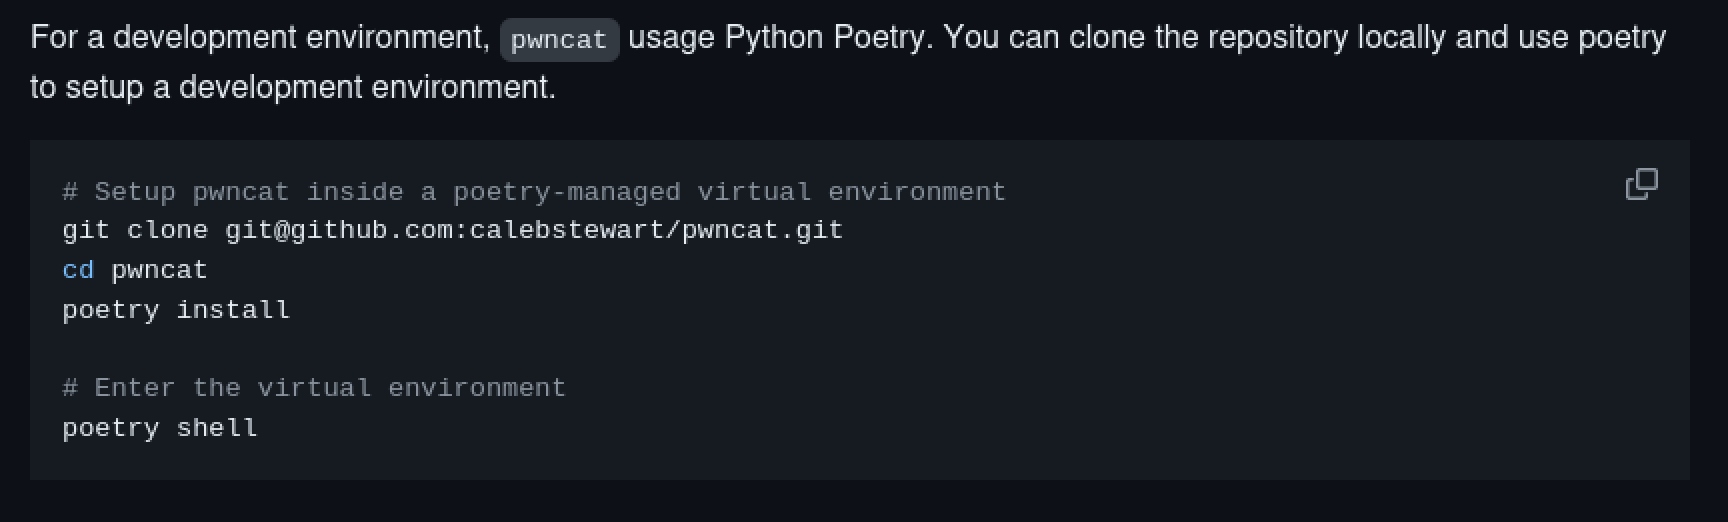 For a development environment, pwncat usage Python Poetry. You can clone the repository locally and use poetry
to setup a development environment.
# Setup pwncat inside a poetry-managed virtual environment
git clone git@github.com:calebstewart/pwncat.git
cd pwncat
poetry install
# Enter the virtual environment
poetry shell